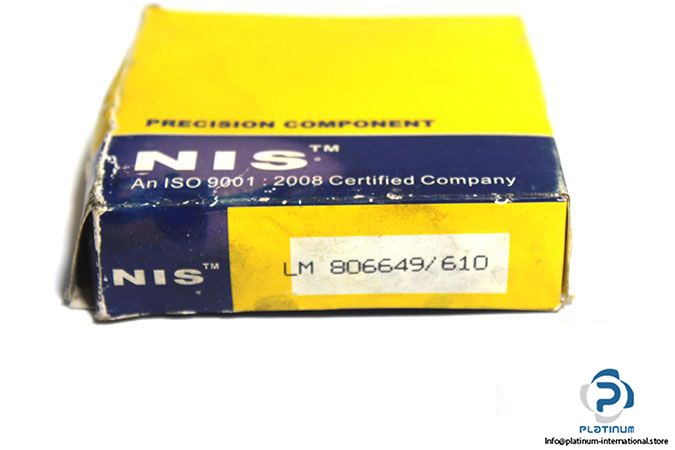 PRECISION COMPONENT
NIS™
An ISO 9001 : 2008 Certified Company
NIS™
LM 806649/610
PLATINUM
Info@platinum-international.store